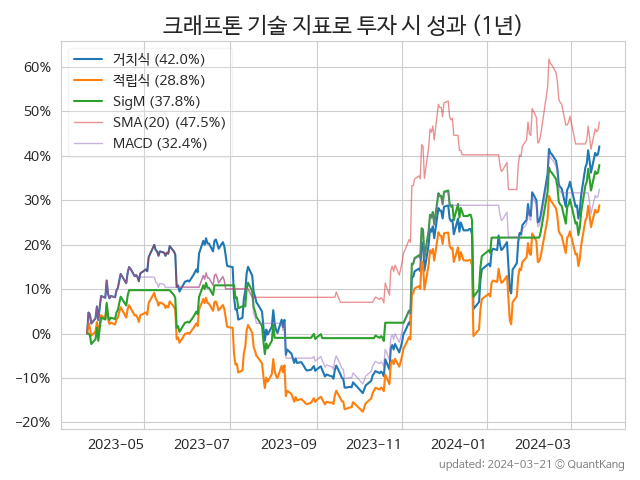 크래프톤 기술 지표로 투자 시 성과 (1년)
거치식 (42.0%)
적립식 (28.8%)
SigM (37.8%)
SMA(20) (47.5%)
MACD (32.4%)
60%
50%
40%
30%
20%
10%
0%
−10%
−20%
2023-05 2023-07 2023-09 2023-11 2024-01 2024-03
updated: 2024-03-21 © QuantKang